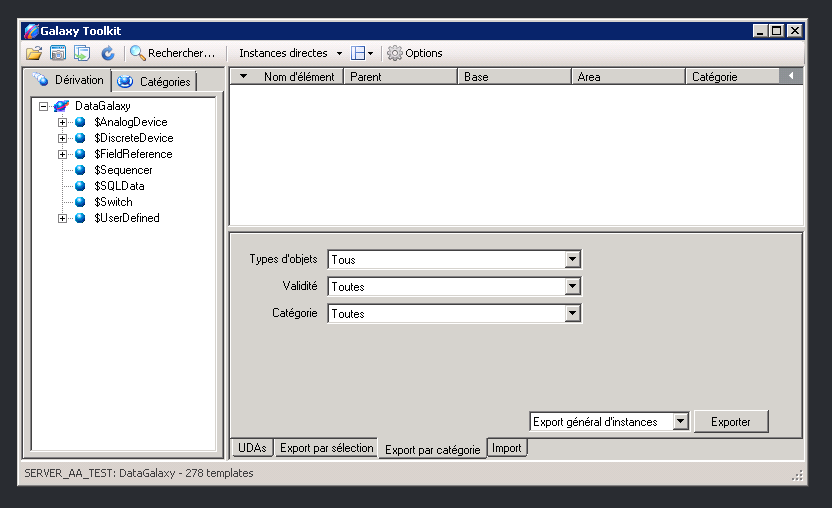 Galaxy Toolkit
Rechercher... Instances directes Options
Dérivation Catégories
Nom d'élément Parent Base Area Catégorie
DataGalaxy
$AnalogDevice
$DiscreteDevice
$FieldReference
$Sequencer
$SQLData
$Switch
$UserDefined
Types d'objets Tous
Validité Toutes
Catégorie Toutes
Export général d'instances Exporter
UDAs Export par sélection Export par catégorie Import
SERVER_AA_TEST: DataGalaxy - 278 templates